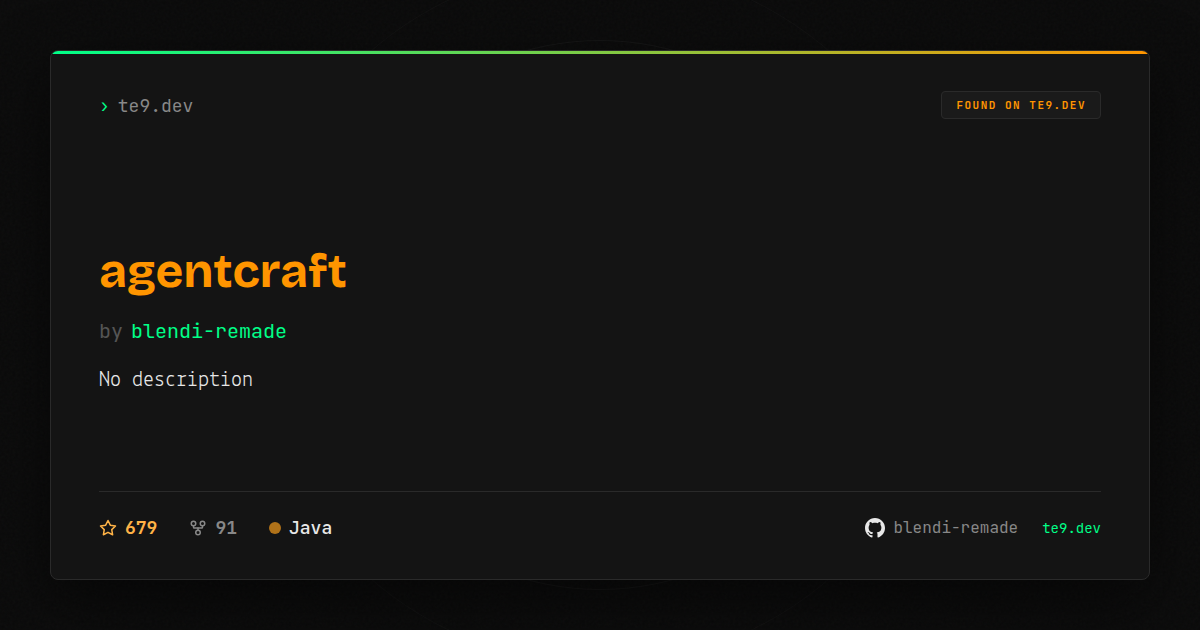 › te9.dev
FOUND ON TE9.DEV
agentcraft
by blendi-remade
No description
679 91 Java
blendi-remade te9.dev